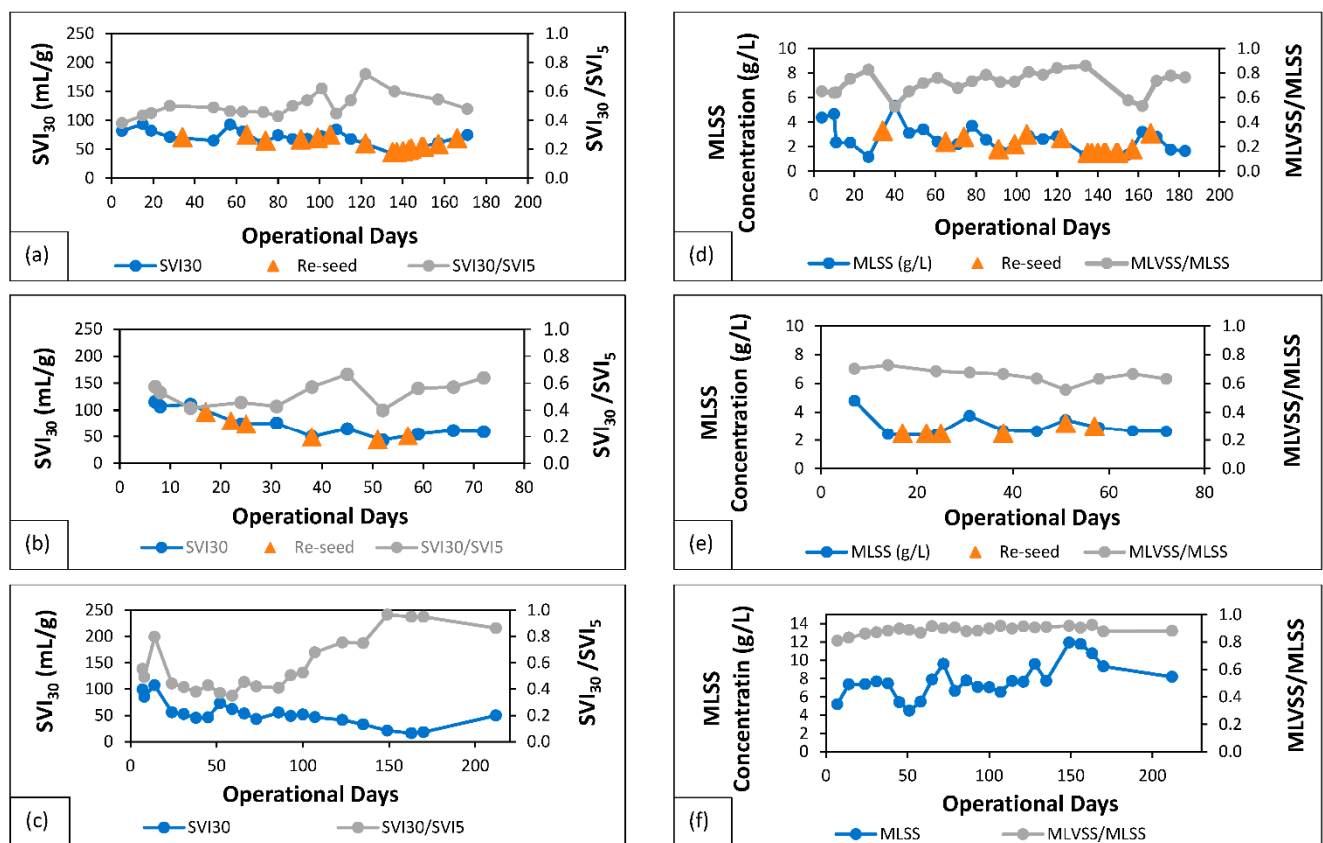 250
200
150
100
50
0
SVI30 (mL/g)
1.0
0.8
0.6
0.4
0.2
0.0
SVI30 /SVI5
0 20 40 60 80 100 120 140 160 180 200
Operational Days
(a)
SVI30 Re-seed SVI30/SVI5
10
8
6
4
2
0
MLSS
Concentration (g/L)
1.0
0.8
0.6
0.4
0.2
0.0
MLVSS/MLSS
0 20 40 60 80 100 120 140 160 180 200
Operational Days
(d)
MLSS (g/L) Re-seed MLVSS/MLSS
250
200
150
100
50
0
SVI30 (mL/g)
1.0
0.8
0.6
0.4
0.2
0.0
SVI30 /SVI5
0 10 20 30 40 50 60 70 80
Operational Days
(b)
SVI30 Re-seed SVI30/SVI5
10
8
6
4
2
0
MLSS
Concentration (g/L)
1.0
0.8
0.6
0.4
0.2
0.0
MLVSS/MLSS
0 20 40 60 80
Operational Days
(e)
MLSS (g/L) Re-seed MLVSS/MLSS
250
200
150
100
50
0
SVI30 (mL/g)
1.0
0.8
0.6
0.4
0.2
0.0
SVI30 /SVI5
0 50 100 150 200
Operational Days
(c)
SVI30 SVI30/SVI5
14
12
10
8
6
4
2
0
MLSS
Concentratin (g/L)
1.0
0.8
0.6
0.4
0.2
0.0
MLVSS/MLSS
0 50 100 150 200
Operational Days
(f)
MLSS MLVSS/MLSS